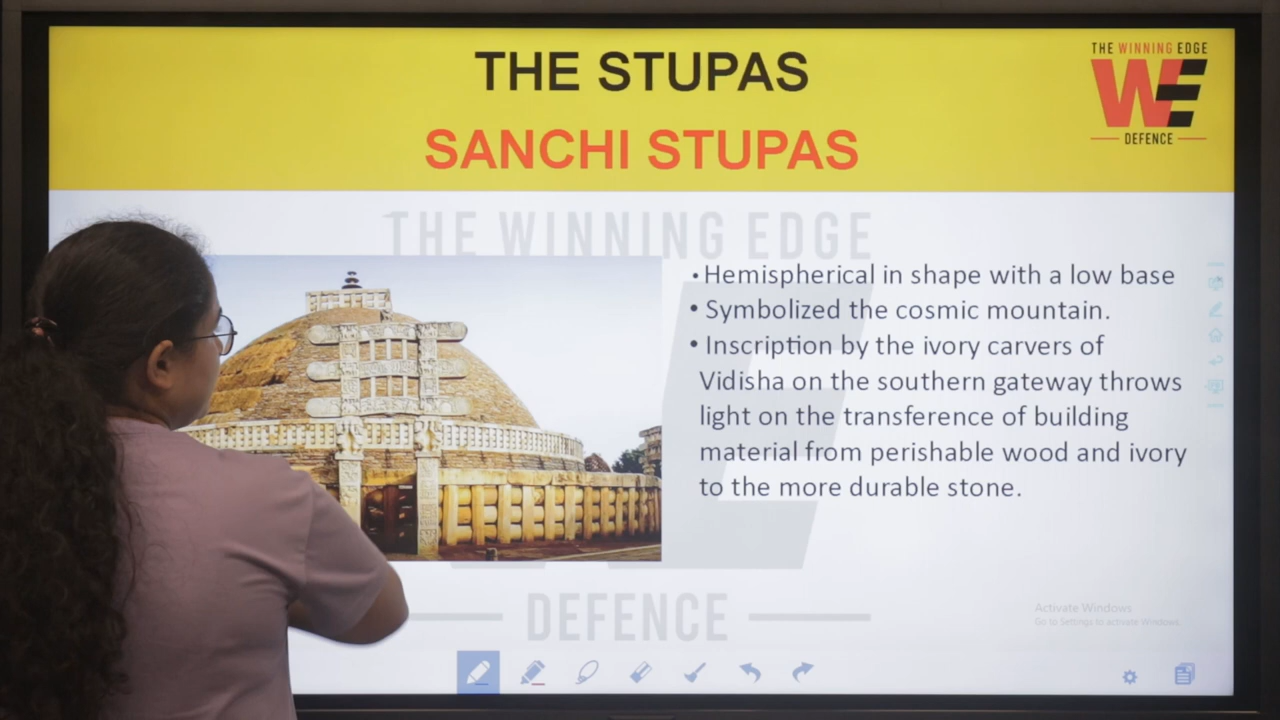 THE STUPAS
SANCHI STUPAS
THE WINNING EDGE
WE
DEFENCE
THE WINNING EDGE
• Hemispherical in shape with a low base
• Symbolized the cosmic mountain.
• Inscription by the ivory carvers of
Vidisha on the southern gateway throws
light on the transference of building
material from perishable wood and ivory
to the more durable stone.
DEFENCE
Activate Windows
Go to Settings to activate Windows.